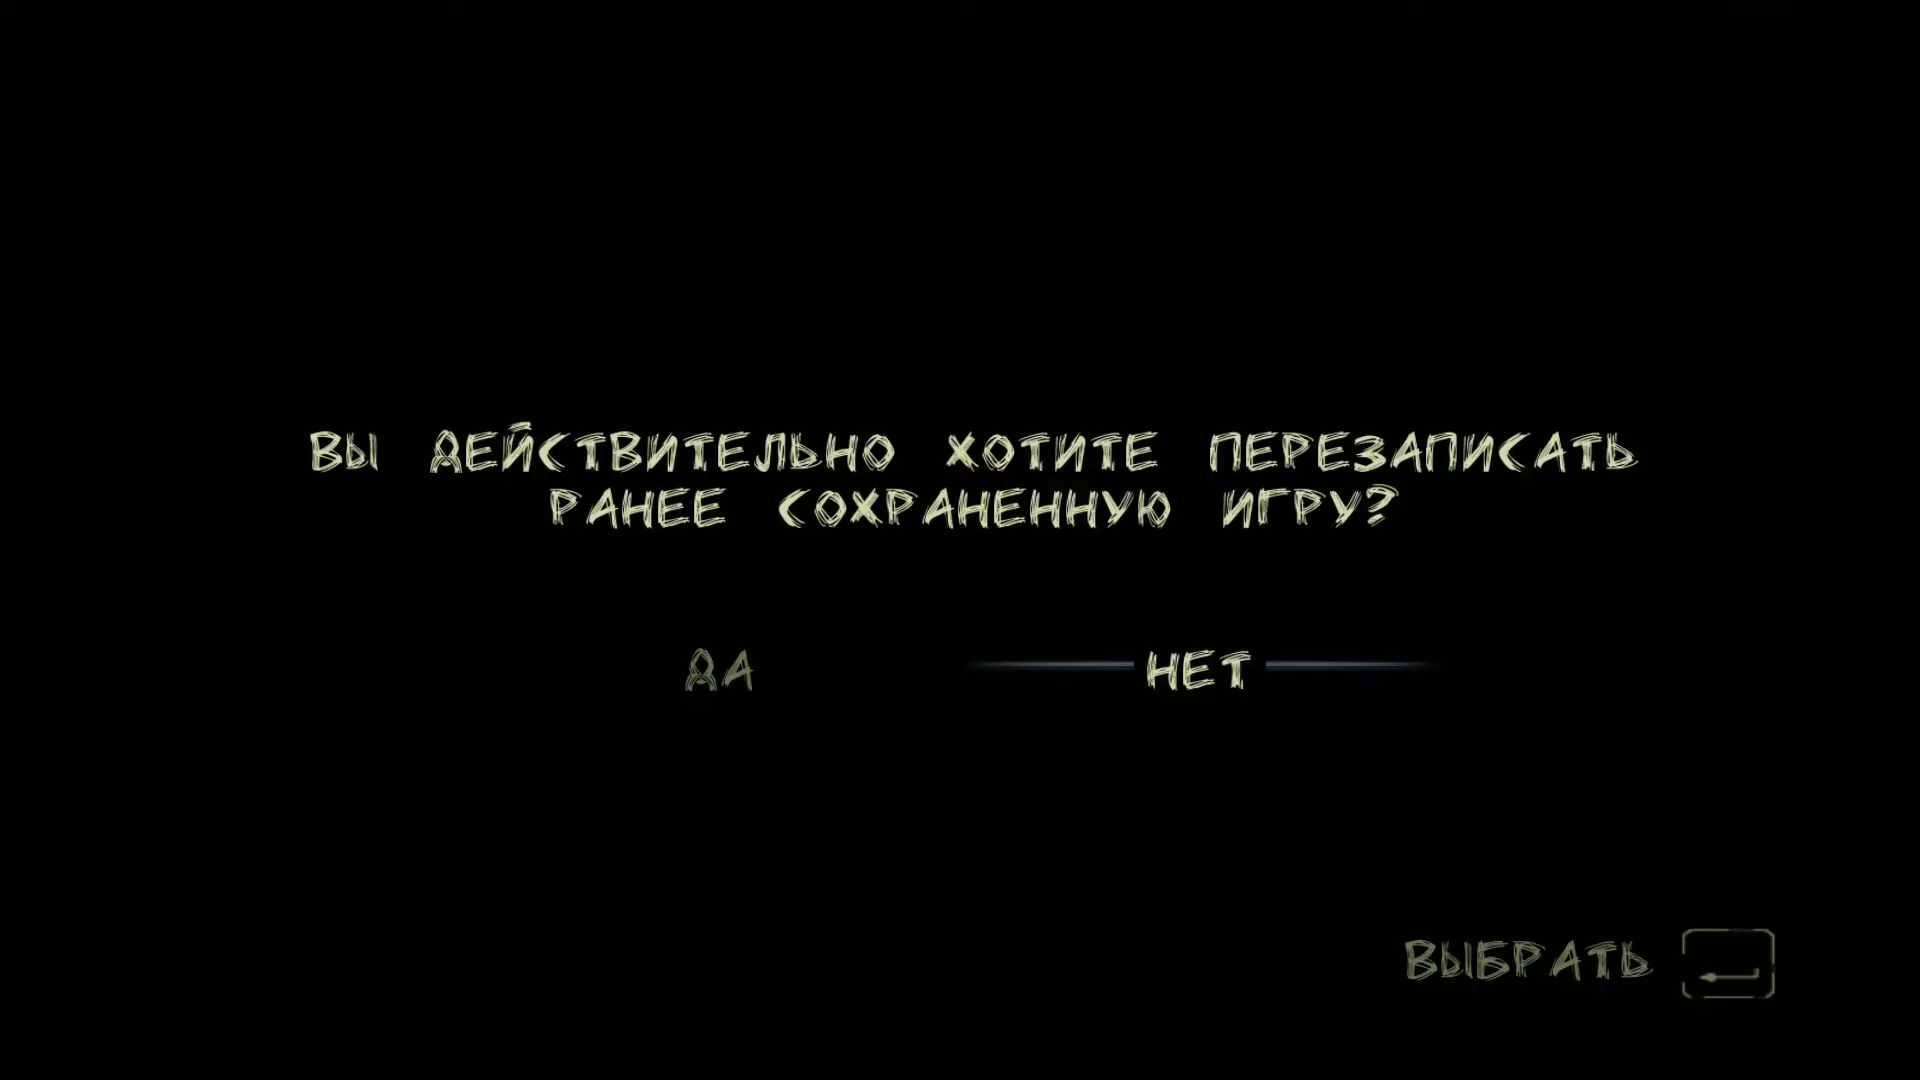 ВЫ ДЕЙСТВИТЕЛЬНО ХОТИТЕ ПЕРЕЗАПИСАТЬ
РАНЕЕ СОХРАНЕННУЮ ИГРУ?
ДА НЕТ
ВЫБРАТЬ